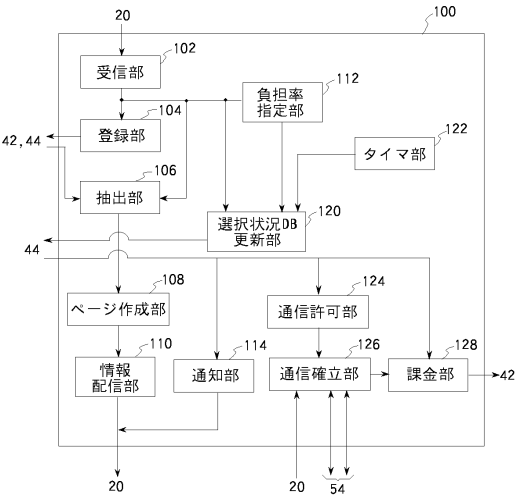 20
100
受信部
102
負担率
指定部
112
登録部
104
42,44
タイマ部
122
抽出部
106
選択状況DB
更新部
120
44
ページ作成部
108
通信許可部
124
情報
配信部
110
通知部
114
通信確立部
126
課金部
128
42
20
20
54